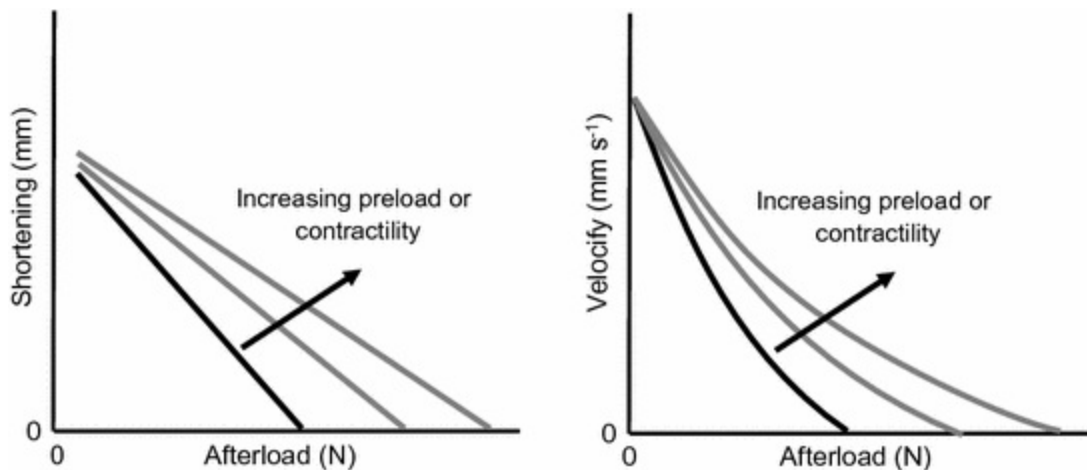 Shortening (mm)
Increasing preload or
contractility
0
0
Afterload (N)
Velocify (mm s⁻¹)
Increasing preload or
contractility
0
0
Afterload (N)